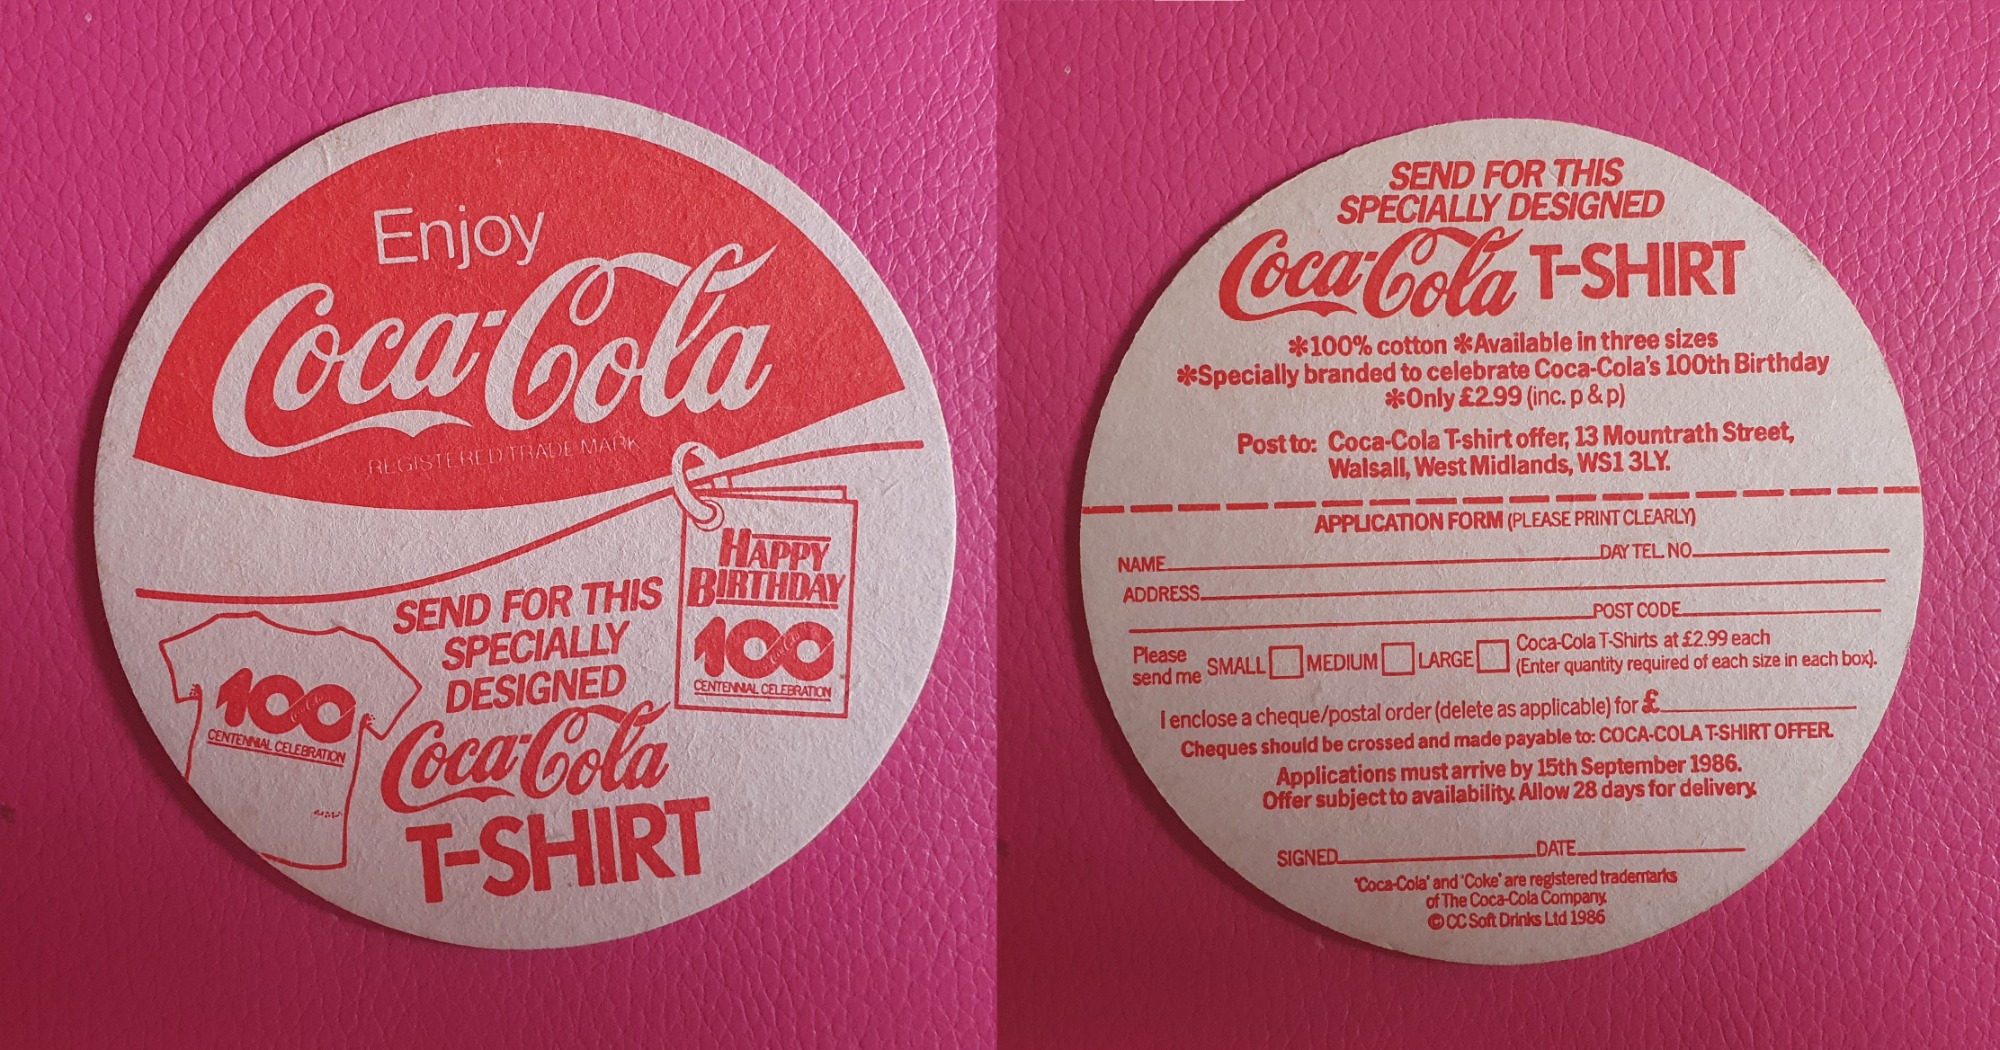 Enjoy
Coca-Cola
REGISTERED TRADE MARK
HAPPY
BIRTHDAY
100
CENTENNIAL CELEBRATION
SEND FOR THIS
SPECIALLY
DESIGNED
Coca-Cola
T-SHIRT
100
CENTENNIAL CELEBRATION
SEND FOR THIS
SPECIALLY DESIGNED
Coca-Cola T-SHIRT
✻100% cotton ✻Available in three sizes
✻Specially branded to celebrate Coca-Cola's 100th Birthday
✻Only £2.99 (inc. p & p)
Post to: Coca-Cola T-shirt offer, 13 Mountrath Street,
Walsall, West Midlands, WS1 3LY.
APPLICATION FORM (PLEASE PRINT CLEARLY)
NAME DAY TEL. NO.
ADDRESS
POST CODE
Please send me SMALL MEDIUM LARGE Coca-Cola T-Shirts at £2.99 each
(Enter quantity required of each size in each box).
I enclose a cheque/postal order (delete as applicable) for £
Cheques should be crossed and made payable to: COCA-COLA T-SHIRT OFFER.
Applications must arrive by 15th September 1986.
Offer subject to availability. Allow 28 days for delivery.
SIGNED DATE
'Coca-Cola' and 'Coke' are registered trademarks
of The Coca-Cola Company.
© CC Soft Drinks Ltd 1986